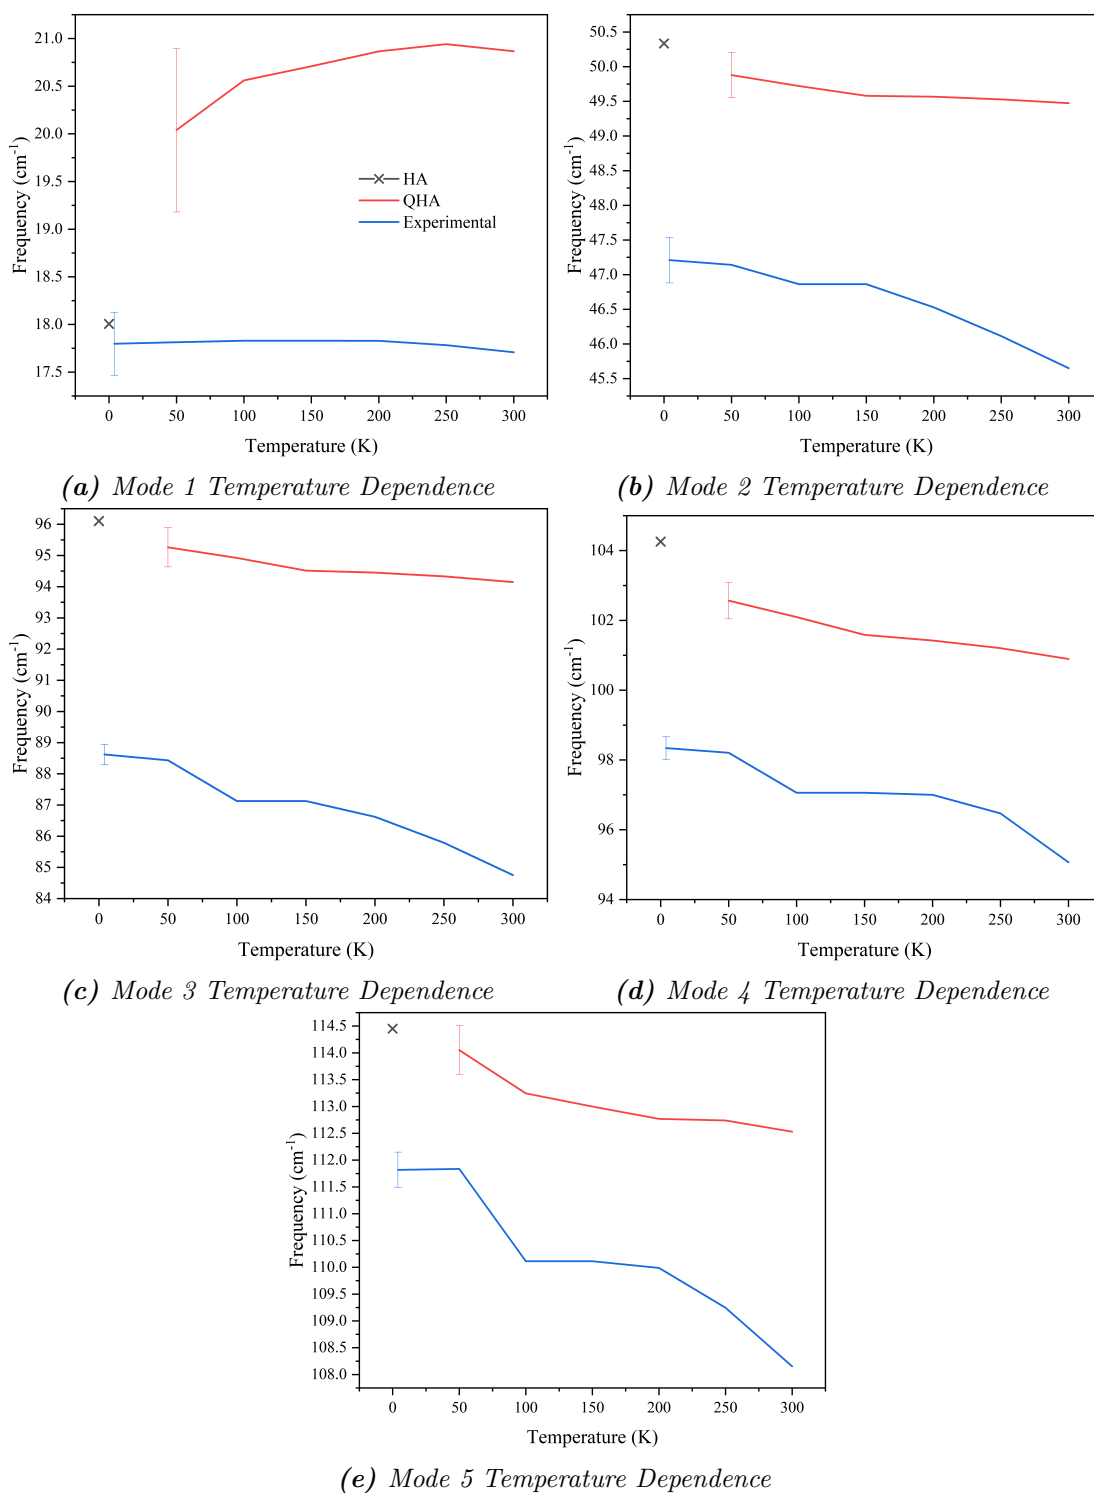 21.0
20.5
20.0
19.5
19.0
18.5
18.0
17.5
Frequency (cm-1)
HA
QHA
Experimental
0 50 100 150 200 250 300
Temperature (K)
(a) Mode 1 Temperature Dependence
50.5
50.0
49.5
49.0
48.5
48.0
47.5
47.0
46.5
46.0
45.5
Frequency (cm-1)
0 50 100 150 200 250 300
Temperature (K)
(b) Mode 2 Temperature Dependence
96
95
94
93
92
91
90
89
88
87
86
85
84
Frequency (cm-1)
0 50 100 150 200 250 300
Temperature (K)
(c) Mode 3 Temperature Dependence
104
102
100
98
96
94
Frequency (cm-1)
0 50 100 150 200 250 300
Temperature (K)
(d) Mode 4 Temperature Dependence
114.5
114.0
113.5
113.0
112.5
112.0
111.5
111.0
110.5
110.0
109.5
109.0
108.5
108.0
Frequency (cm-1)
0 50 100 150 200 250 300
Temperature (K)
(e) Mode 5 Temperature Dependence